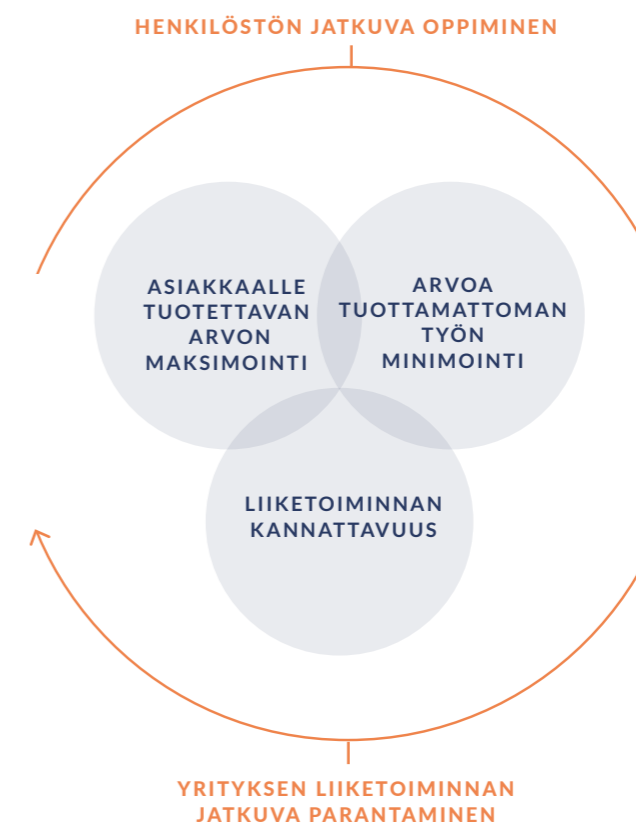 HENKILÖSTÖN JATKUVA OPPIMINEN
ASIAKKAALLE
TUOTETTAVAN
ARVON
MAKSIMOINTI
ARVOA
TUOTTAMATTOMAN
TYÖN
MINIMOINTI
LIIKETOIMINNAN
KANNATTAVUUS
YRITYKSEN LIIKETOIMINNAN
JATKUVA PARANTAMINEN